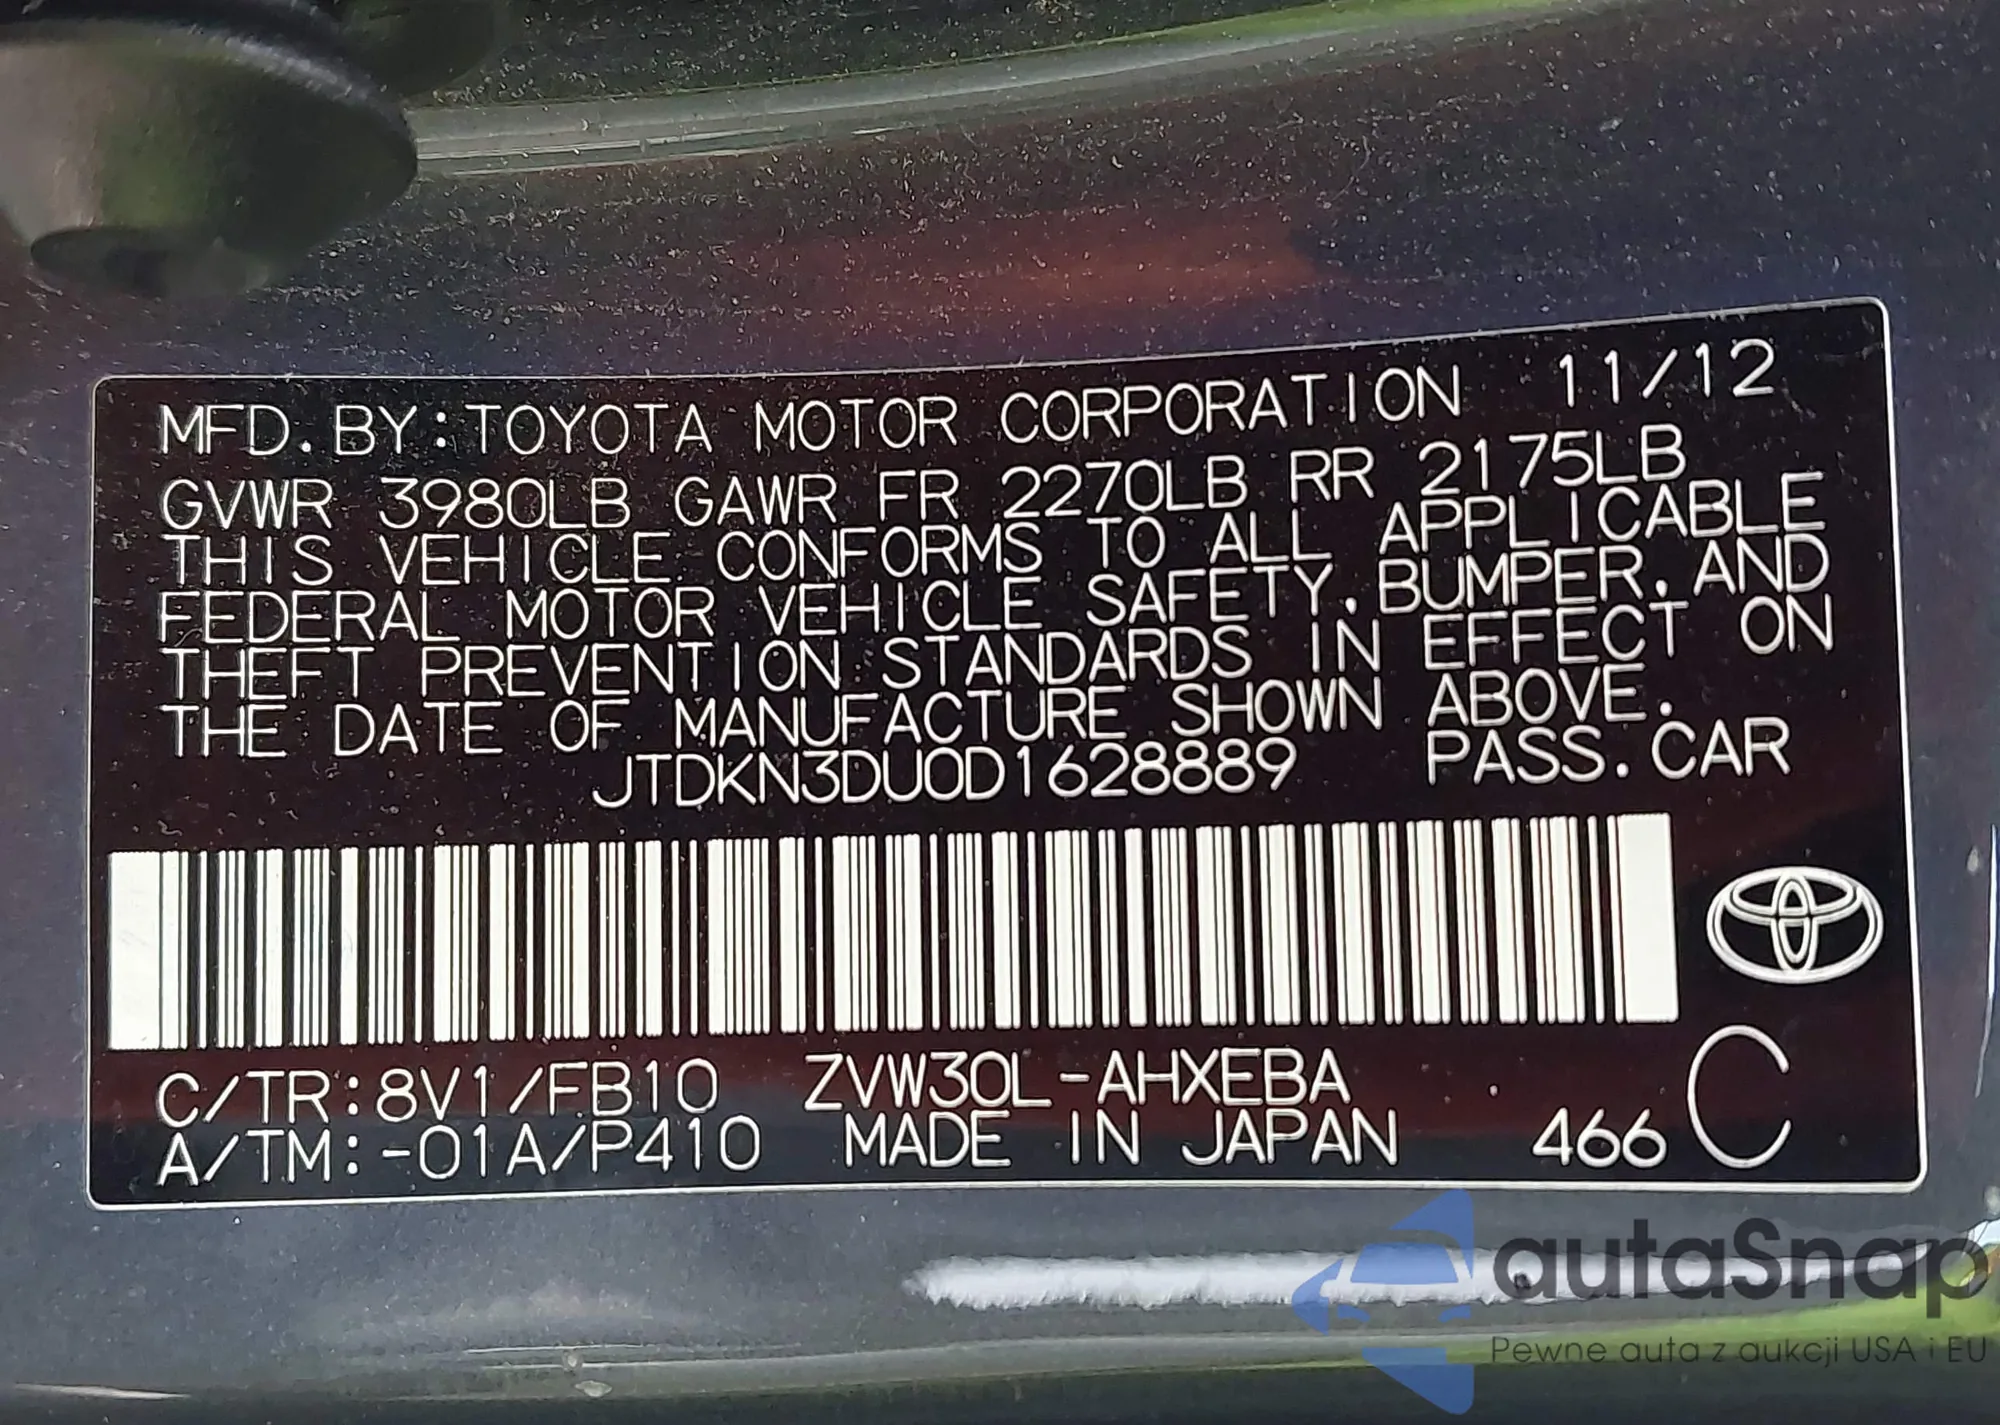 MFD. BY: TOYOTA MOTOR CORPORATION 11/12
GVWR 3980LB GAWR FR 2270LB RR 2175LB
THIS VEHICLE CONFORMS TO ALL APPLICABLE
FEDERAL MOTOR VEHICLE SAFETY, BUMPER, AND
THEFT PREVENTION STANDARDS IN EFFECT ON
THE DATE OF MANUFACTURE SHOWN ABOVE.
JTDKN3DU0D1628889 PASS. CAR
C/TR: 8V1/FB10 ZVW30L-AHXEBA
A/TM: -01A/P410 MADE IN JAPAN 466 C
autaSnap
Pewne auta z aukcji USA i EU